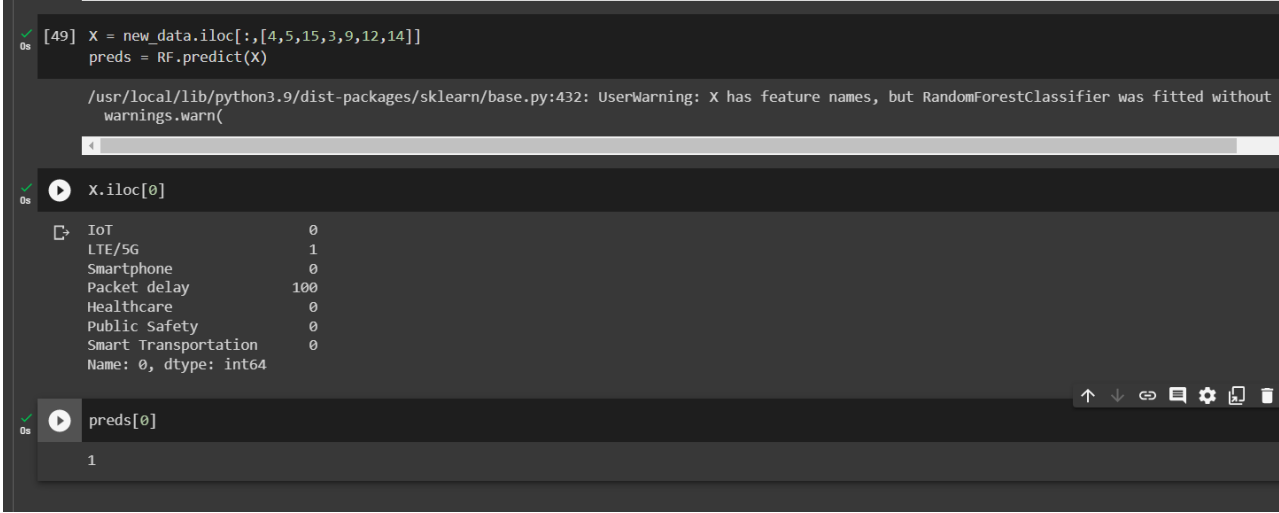 [49] X = new_data.iloc[:,[4,5,15,3,9,12,14]]
0s
preds = RF.predict(X)
/usr/local/lib/python3.9/dist-packages/sklearn/base.py:432: UserWarning: X has feature names, but RandomForestClassifier was fitted without
warnings.warn(
X.iloc[0]
0s
IoT 0
LTE/5G 1
Smartphone 0
Packet delay 100
Healthcare 0
Public Safety 0
Smart Transportation 0
Name: 0, dtype: int64
preds[0]
0s
1